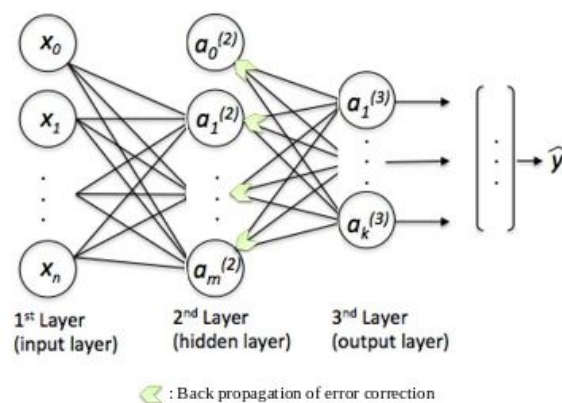 x₀
a₀⁽²⁾
x₁
a₁⁽²⁾
a₁⁽³⁾
ŷ
aₖ⁽³⁾
xₙ
aₘ⁽²⁾
1ˢᵗ Layer
(input layer)
2ⁿᵈ Layer
(hidden layer)
3ʳᵈ Layer
(output layer)
: Back propagation of error correction